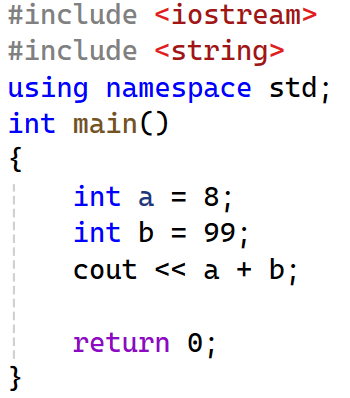 #include <iostream>
#include <string>
using namespace std;
int main()
{
    int a = 8;
    int b = 99;
    cout << a + b;

    return 0;
}